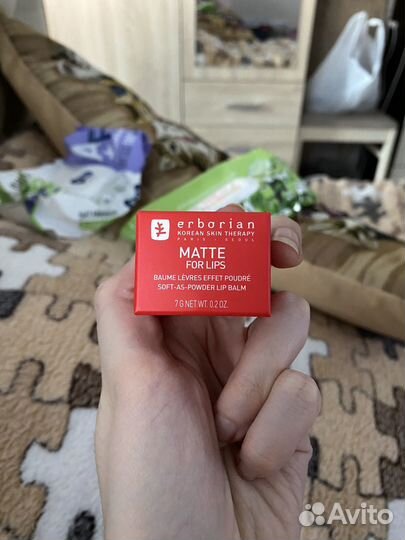 erborian
KOREAN SKIN THERAPY
PARIS - SEOUL
MATTE
FOR LIPS
BAUME LÈVRES EFFET POUDRÉ
SOFT-AS-POWDER LIP BALM
7 G NET.WT. 0.2 OZ.
Avito